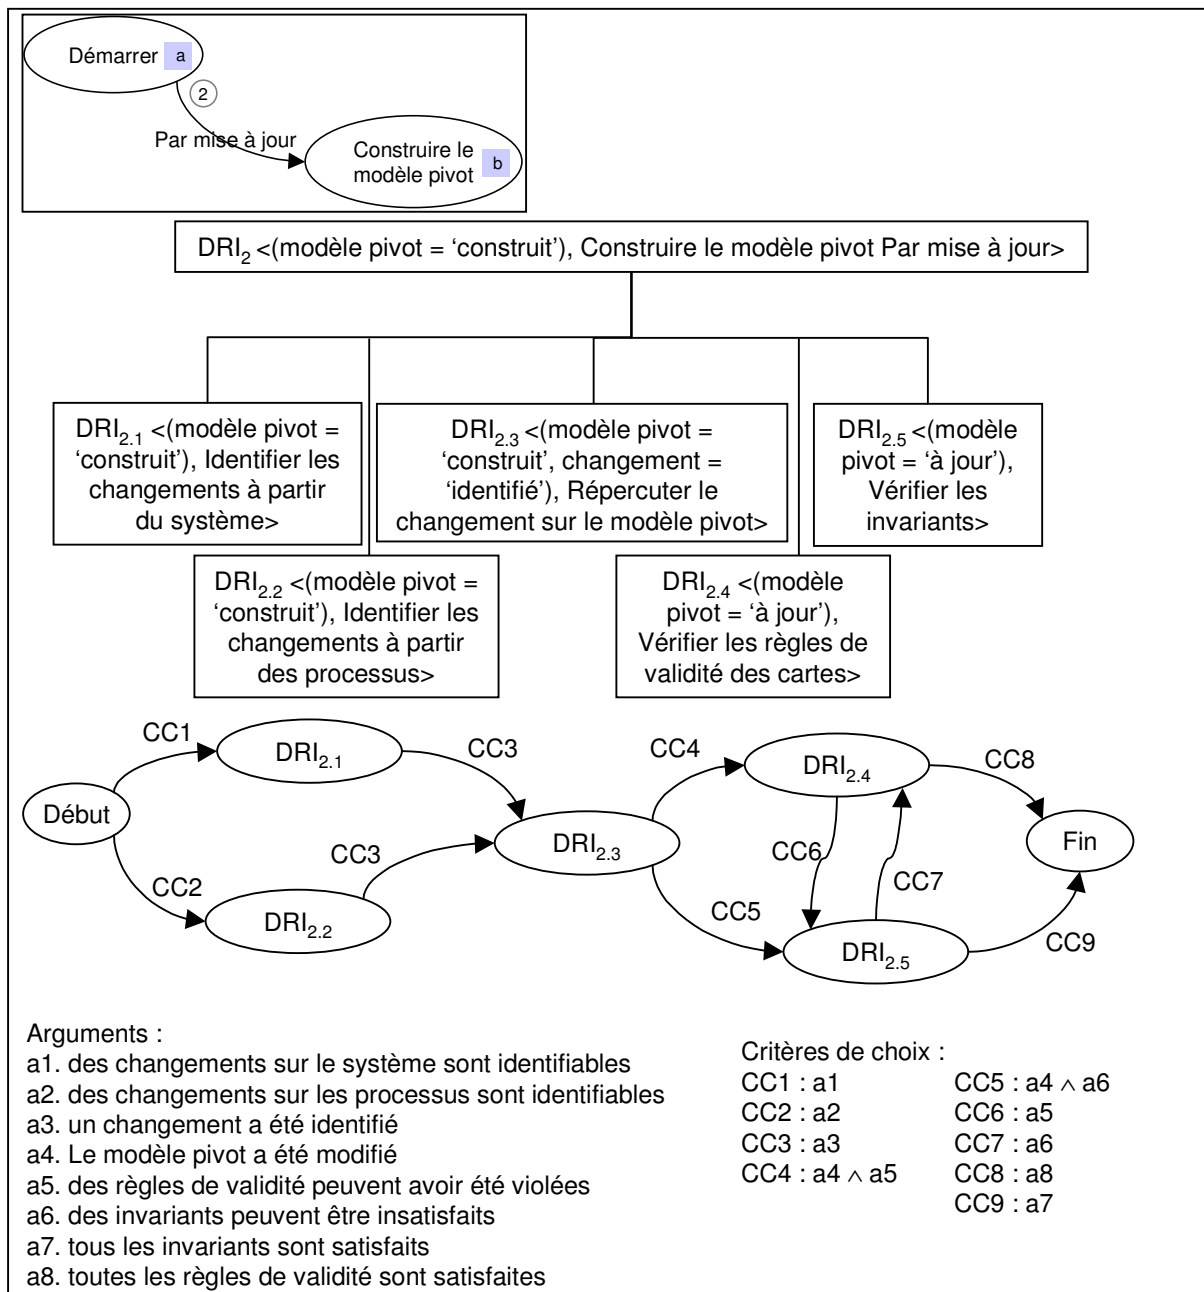 Démarrer a
2
Par mise à jour
Construire le
modèle pivot b
DRI2 <(modèle pivot = ‘construit’), Construire le modèle pivot Par mise à jour>
DRI2.1 <(modèle pivot =
‘construit’), Identifier les
changements à partir
du système>
DRI2.3 <(modèle pivot =
‘construit’, changement =
‘identifié’), Répercuter le
changement sur le modèle pivot>
DRI2.5 <(modèle
pivot = ‘à jour’),
Vérifier les
invariants>
DRI2.2 <(modèle pivot =
‘construit’), Identifier les
changements à partir
des processus>
DRI2.4 <(modèle
pivot = ‘à jour’),
Vérifier les règles de
validité des cartes>
CC1
DRI2.1
CC3
CC4
DRI2.4
CC8
Début
DRI2.3
Fin
CC3
CC6
CC7
CC2
DRI2.2
CC5
DRI2.5
CC9
Arguments :
a1. des changements sur le système sont identifiables
a2. des changements sur les processus sont identifiables
a3. un changement a été identifié
a4. Le modèle pivot a été modifié
a5. des règles de validité peuvent avoir été violées
a6. des invariants peuvent être insatisfaits
a7. tous les invariants sont satisfaits
a8. toutes les règles de validité sont satisfaites
Critères de choix :
CC1 : a1
CC2 : a2
CC3 : a3
CC4 : a4 ∧ a5
CC5 : a4 ∧ a6
CC6 : a5
CC7 : a6
CC8 : a8
CC9 : a7